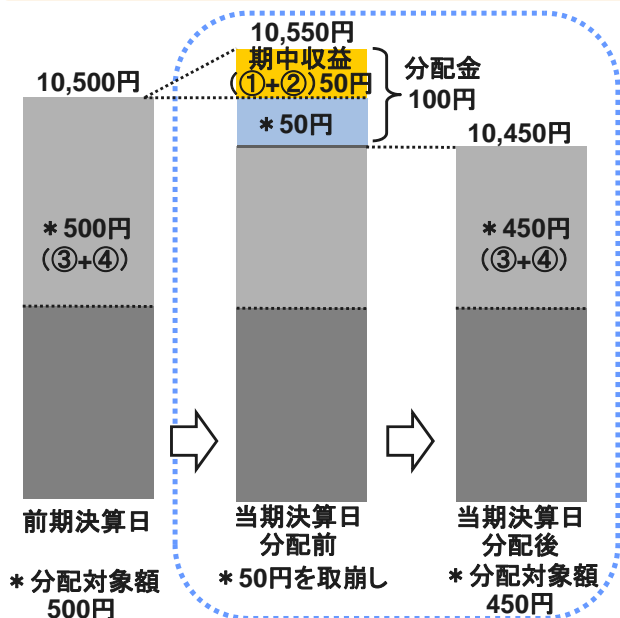 10,550円
期中収益
(①+②)50円
分配金
100円
10,500円
＊50円
10,450円
＊500円
(③+④)
＊450円
(③+④)
前期決算日
当期決算日
分配前
当期決算日
分配後
＊分配対象額
500円
＊50円を取崩し
＊分配対象額
450円